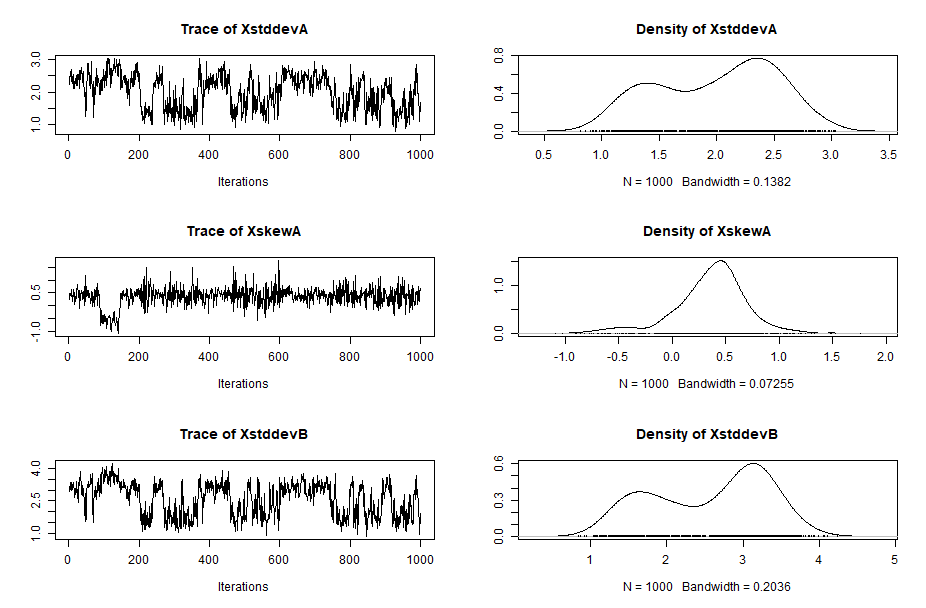 Trace of XstddevA
1.0 2.0 3.0
0 200 400 600 800 1000
Iterations
Density of XstddevA
0.0 0.4 0.8
0.5 1.0 1.5 2.0 2.5 3.0 3.5
N = 1000 Bandwidth = 0.1382
Trace of XskewA
-1.0 0.5
0 200 400 600 800 1000
Iterations
Density of XskewA
0.0 1.0
-1.0 -0.5 0.0 0.5 1.0 1.5 2.0
N = 1000 Bandwidth = 0.07255
Trace of XstddevB
1.0 2.5 4.0
0 200 400 600 800 1000
Iterations
Density of XstddevB
0.0 0.3 0.6
1 2 3 4 5
N = 1000 Bandwidth = 0.2036